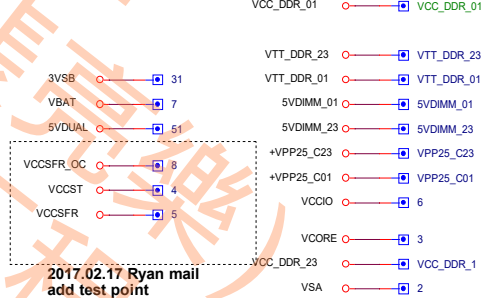 VCC_DDR_01 VCC_DDR_01
VTT_DDR_23 VTT_DDR_23
3VSB 31 VTT_DDR_01 VTT_DDR_01
VBAT 7 5VDIMM_01 5VDIMM_01
5VDUAL 51 5VDIMM_23 5VDIMM_23
+VPP25_C23 VPP25_C23
VCCSFR_OC 8 +VPP25_C01 VPP25_C01
VCCST 4 VCCIO 6
VCCSFR 5
VCORE 3
VCC_DDR_23 VCC_DDR_1
2017.02.17 Ryan mail
add test point
VSA 2